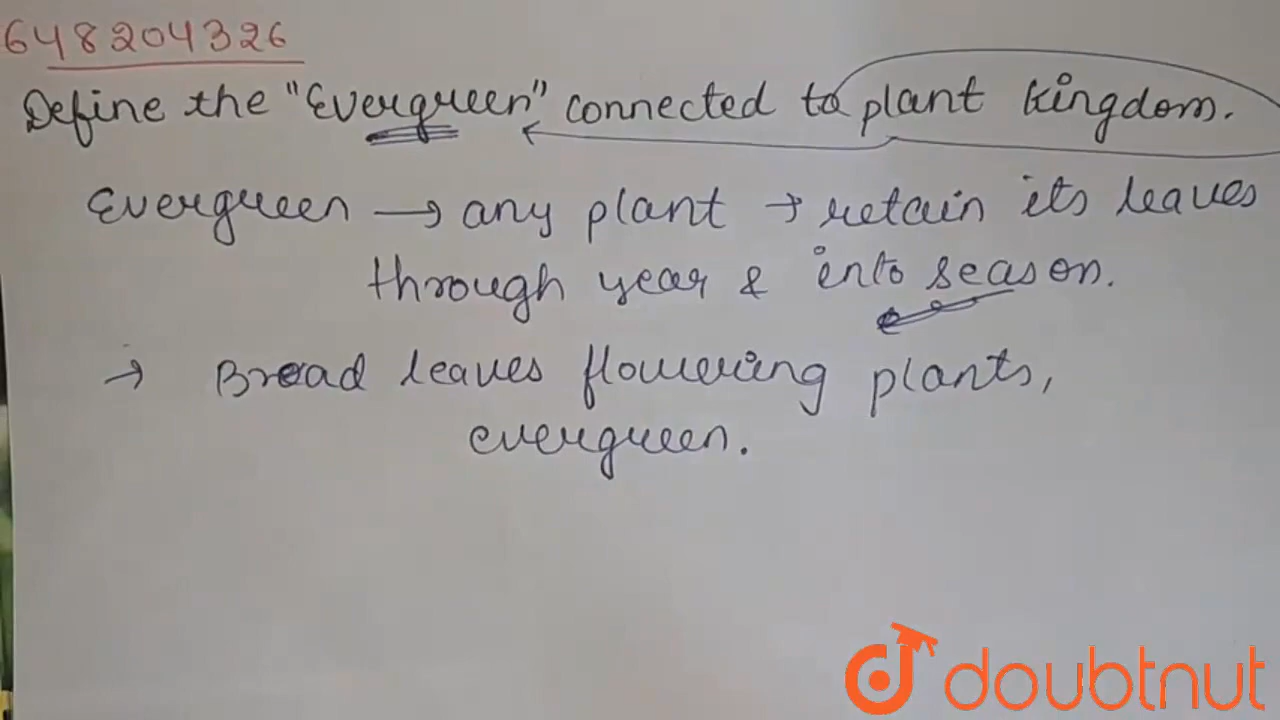 648204326
Define the "Evergreen" connected to plant kingdom.
Evergreen → any plant → retain its leaves
through year & into season.
→ Broad leaves flowering plants,
evergreen.
doubtnut